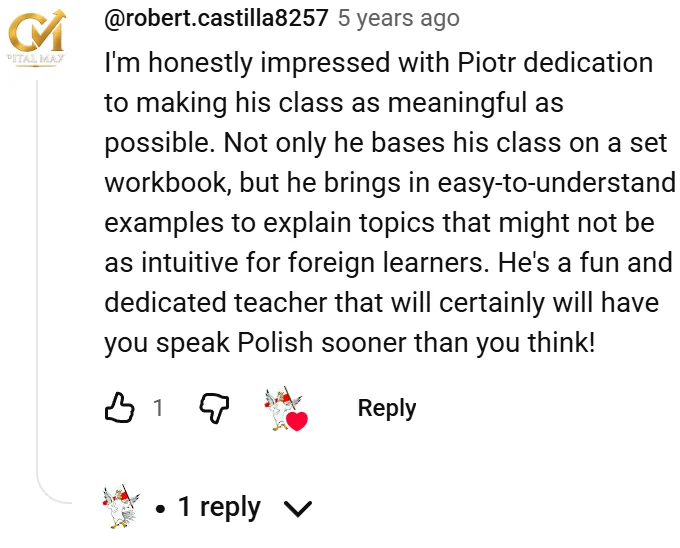 @robert.castilla8257 5 years ago
I'm honestly impressed with Piotr dedication
to making his class as meaningful as
possible. Not only he bases his class on a set
workbook, but he brings in easy-to-understand
examples to explain topics that might not be
as intuitive for foreign learners. He's a fun and
dedicated teacher that will certainly will have
you speak Polish sooner than you think!
1
Reply
• 1 reply